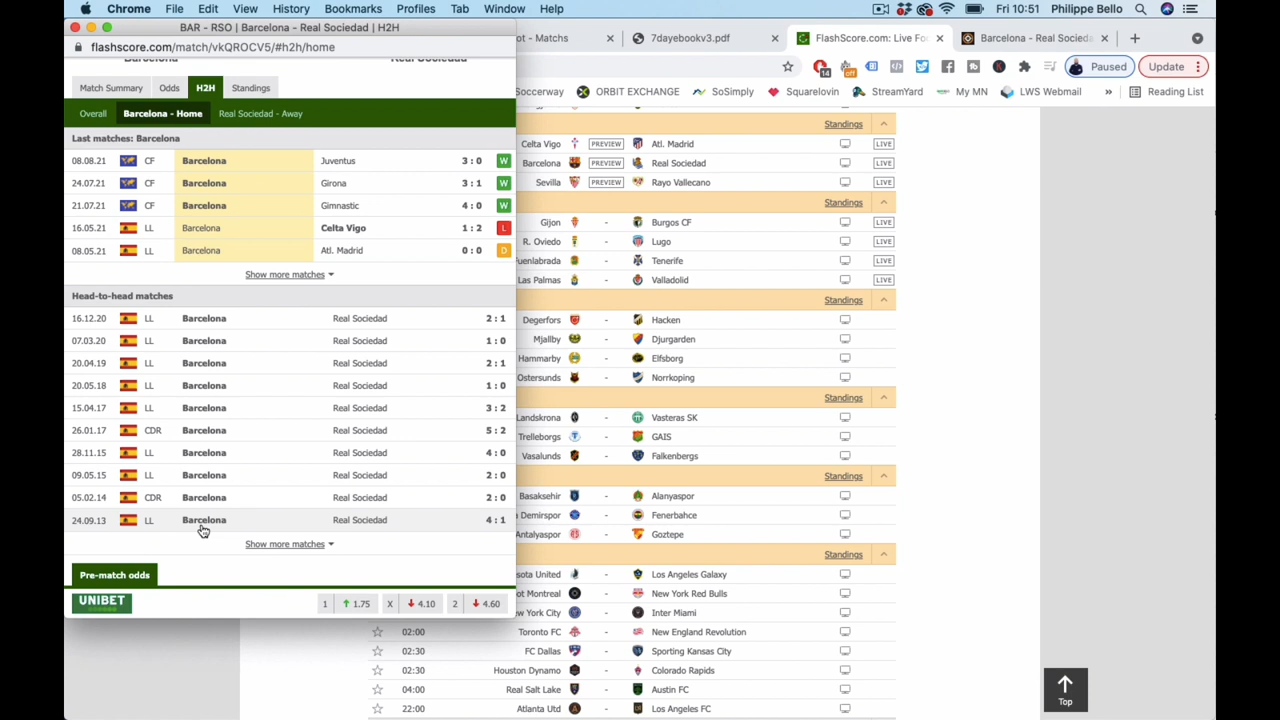 Chrome File Edit View History Bookmarks Profiles Tab Window Help Fri 10:51 Philippe Bello
BAR - RSO | Barcelona - Real Sociedad | H2H
flashscore.com/match/vkQROCV5/#h2h/home
Barcelona Real Sociedad
Match Summary Odds H2H Standings
Overall Barcelona - Home Real Sociedad - Away
Last matches: Barcelona
08.08.21 CF Barcelona Juventus 3 : 0 W
24.07.21 CF Barcelona Girona 3 : 1 W
21.07.21 CF Barcelona Gimnastic 4 : 0 W
16.05.21 LL Barcelona Celta Vigo 1 : 2 L
08.05.21 LL Barcelona Atl. Madrid 0 : 0 D
Show more matches
Head-to-head matches
16.12.20 LL Barcelona Real Sociedad 2 : 1
07.03.20 LL Barcelona Real Sociedad 1 : 0
20.04.19 LL Barcelona Real Sociedad 2 : 1
20.05.18 LL Barcelona Real Sociedad 1 : 0
15.04.17 LL Barcelona Real Sociedad 3 : 2
26.01.17 CDR Barcelona Real Sociedad 5 : 2
28.11.15 LL Barcelona Real Sociedad 4 : 0
09.05.15 LL Barcelona Real Sociedad 2 : 0
05.02.14 CDR Barcelona Real Sociedad 2 : 0
24.09.13 LL Barcelona Real Sociedad 4 : 1
Show more matches
Pre-match odds
UNIBET 1 1.75 X 4.10 2 4.60
ot - Matchs 7dayebookv3.pdf FlashScore.com: Live Foo Barcelona - Real Socieda
14 off Paused Update
Soccerway ORBIT EXCHANGE SoSimply Squarelovin StreamYard My MN LWS Webmail » Reading List
Standings
Celta Vigo PREVIEW Atl. Madrid LIVE
Barcelona PREVIEW Real Sociedad LIVE
Sevilla PREVIEW Rayo Vallecano LIVE
Standings
Gijon - Burgos CF LIVE
R. Oviedo - Lugo LIVE
Fuenlabrada - Tenerife LIVE
Las Palmas - Valladolid LIVE
Standings
Degerfors - Hacken
Mjallby - Djurgarden
Hammarby - Elfsborg
Ostersunds - Norrkoping
Standings
Landskrona - Vasteras SK
Trelleborgs - GAIS
Vasalunds - Falkenbergs
Standings
Basaksehir - Alanyaspor
a Demirspor - Fenerbahce
Antalyaspor - Goztepe
Standings
sota United - Los Angeles Galaxy
ot Montreal - New York Red Bulls
w York City - Inter Miami
02:00 Toronto FC - New England Revolution
02:30 FC Dallas - Sporting Kansas City
02:30 Houston Dynamo - Colorado Rapids
04:00 Real Salt Lake - Austin FC
22:00 Atlanta Utd - Los Angeles FC
Top